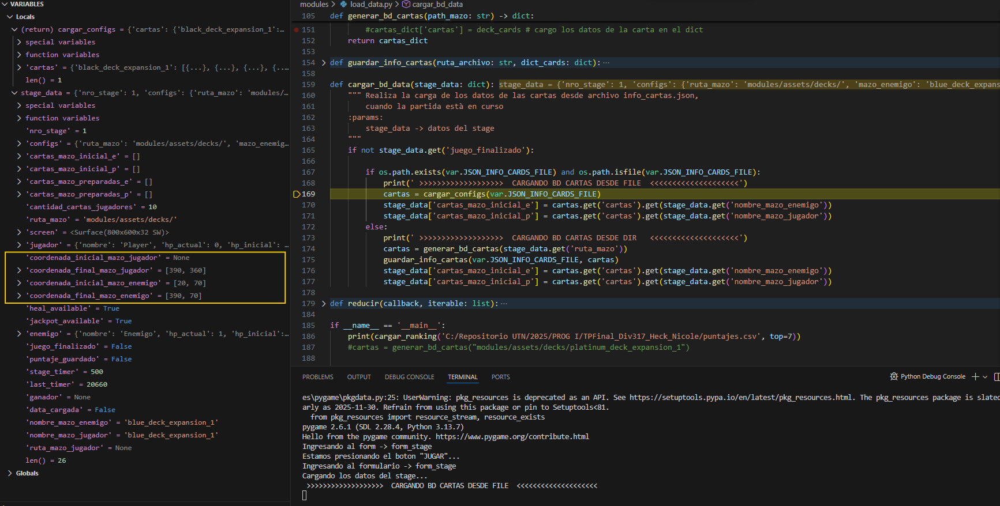 VARIABLES
Locals
(return) cargar_configs = {'cartas': {'black_deck_expansion_1':…
special variables
function variables
'cartas' = {'black_deck_expansion_1': [{...}, {...}, {...}, {...
len() = 1
stage_data = {'nro_stage': 1, 'configs': {'ruta_mazo': 'modules/…
special variables
function variables
'nro_stage' = 1
'configs' = {'ruta_mazo': 'modules/assets/decks/', 'mazo_enemig…
'cartas_mazo_inicial_e' = []
'cartas_mazo_inicial_p' = []
'cartas_mazo_preparadas_e' = []
'cartas_mazo_preparadas_p' = []
'cantidad_cartas_jugadores' = 10
'ruta_mazo' = 'modules/assets/decks/'
'screen' = <Surface(800x600x32 SW)>
'jugador' = {'nombre': 'Player', 'hp_actual': 0, 'hp_inicial': …
'coordenada_inicial_mazo_jugador' = None
'coordenada_final_mazo_jugador' = [390, 360]
'coordenada_inicial_mazo_enemigo' = [20, 70]
'coordenada_final_mazo_enemigo' = [390, 70]
'heal_available' = True
'jackpot_available' = True
'enemigo' = {'nombre': 'Enemigo', 'hp_actual': 1, 'hp_inicial':…
'juego_finalizado' = False
'puntaje_guardado' = False
'stage_timer' = 500
'last_timer' = 20660
'ganador' = None
'data_cargada' = False
'nombre_mazo_enemigo' = 'blue_deck_expansion_1'
'nombre_mazo_jugador' = 'blue_deck_expansion_1'
'ruta_mazo_jugador' = None
len() = 26
Globals
modules > load_data.py > cargar_bd_data
105 def generar_bd_cartas(path_mazo: str) -> dict:
151 #cartas_dict['cartas'] = deck_cards # cargo los datos de la carta en el dict
152 return cartas_dict
153
154 def guardar_info_cartas(ruta_archivo: str, dict_cards: dict):…
158
159 def cargar_bd_data(stage_data: dict): stage_data = {'nro_stage': 1, 'configs': {'ruta_mazo': 'modules/assets/decks/', 'mazo_enemigo': 'blue_deck_expans
160 """ Realiza la carga de los datos de las cartas desde archivo info_cartas.json,
161 cuando la partida està en curso
162 :params:
163 stage_data -> datos del stage
164 """
165 if not stage_data.get('juego_finalizado'):
166
167 if os.path.exists(var.JSON_INFO_CARDS_FILE) and os.path.isfile(var.JSON_INFO_CARDS_FILE):
168 print(' >>>>>>>>>>>>>>>>>>> CARGANDO BD CARTAS DESDE FILE <<<<<<<<<<<<<<<<<<<<')
169 cartas = cargar_configs(var.JSON_INFO_CARDS_FILE)
170 stage_data['cartas_mazo_inicial_e'] = cartas.get('cartas').get(stage_data.get('nombre_mazo_enemigo'))
171 stage_data['cartas_mazo_inicial_p'] = cartas.get('cartas').get(stage_data.get('nombre_mazo_jugador'))
172 else:
173 print(' >>>>>>>>>>>>>>>>>>> CARGANDO BD CARTAS DESDE DIR <<<<<<<<<<<<<<<<<<<<')
174 cartas = generar_bd_cartas(stage_data.get('ruta_mazo'))
175 guardar_info_cartas(var.JSON_INFO_CARDS_FILE, cartas)
176 stage_data['cartas_mazo_inicial_e'] = cartas.get('cartas').get(stage_data.get('nombre_mazo_enemigo'))
177 stage_data['cartas_mazo_inicial_p'] = cartas.get('cartas').get(stage_data.get('nombre_mazo_jugador'))
178
179 def reducir(callback, iterable: list):…
184
185 if __name__ == '__main__':
186 print(cargar_ranking('C:/Repositorio UTN/2025/PROG I/TPFinal_Div317_Heck_Nicole/puntajes.csv', top=7))
187 #cartas = generar_bd_cartas("modules/assets/decks/platinum_deck_expansion_1")
188
PROBLEMS OUTPUT DEBUG CONSOLE TERMINAL PORTS
Python Debug Console
es\pygame\pkgdata.py:25: UserWarning: pkg_resources is deprecated as an API. See https://setuptools.pypa.io/en/latest/pkg_resources.html. The pkg_resources package is slated
arly as 2025-11-30. Refrain from using this package or pin to Setuptools<81.
from pkg_resources import resource_stream, resource_exists
pygame 2.6.1 (SDL 2.28.4, Python 3.13.7)
Hello from the pygame community. https://www.pygame.org/contribute.html
Ingresando al form -> form_stage
Estamos presionando el boton "JUGAR"...
Ingresando al formulario -> form_stage
Cargando los datos del stage...
>>>>>>>>>>>>>>>>>>> CARGANDO BD CARTAS DESDE FILE <<<<<<<<<<<<<<<<<<<<